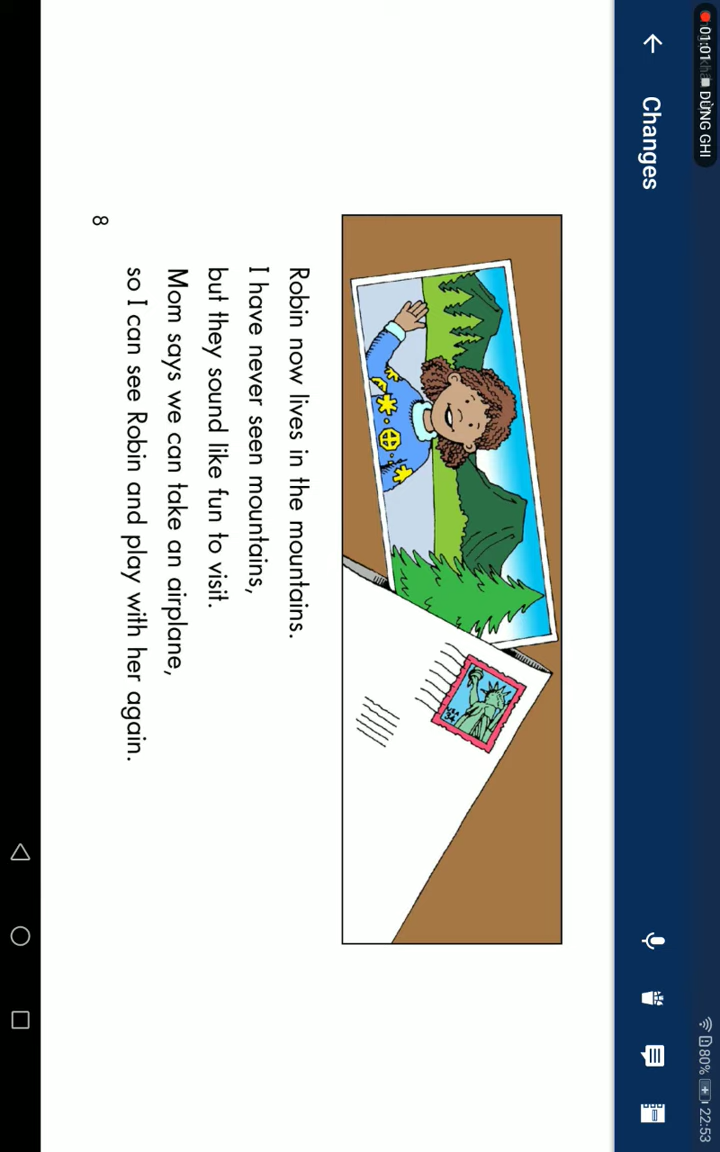 01:01 DỪNG GHI
80% 22:53
Changes
Robin now lives in the mountains.
I have never seen mountains,
but they sound like fun to visit.
Mom says we can take an airplane,
so I can see Robin and play with her again.
8